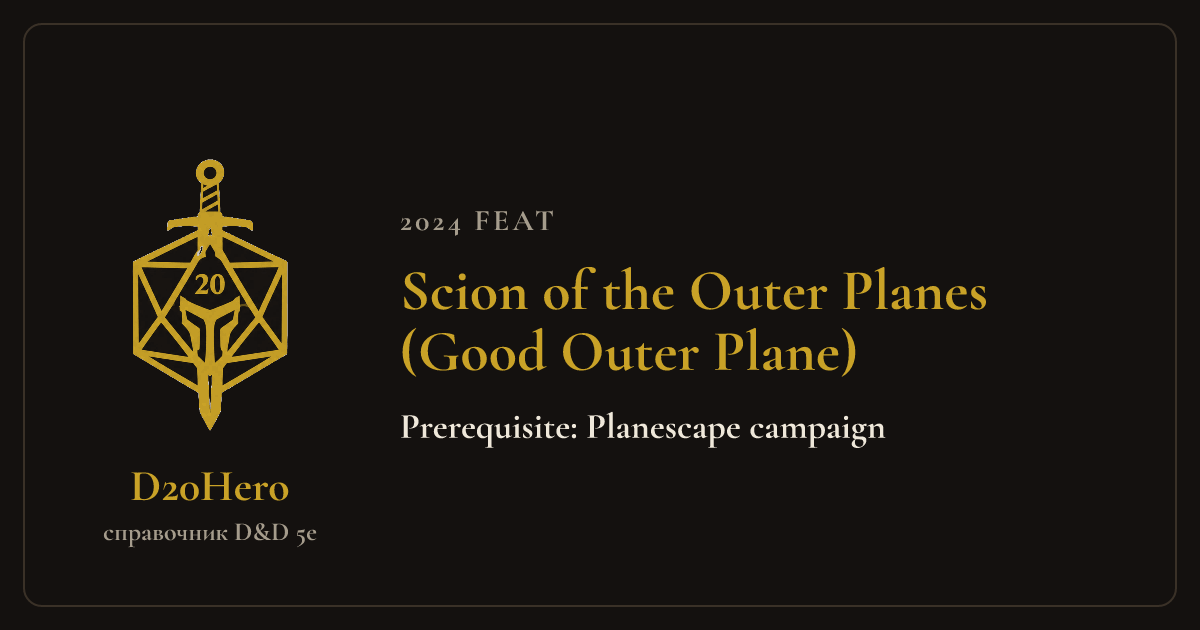 20
D20Hero
справочник D&D 5e
2024 FEAT
Scion of the Outer Planes
(Good Outer Plane)
Prerequisite: Planescape campaign